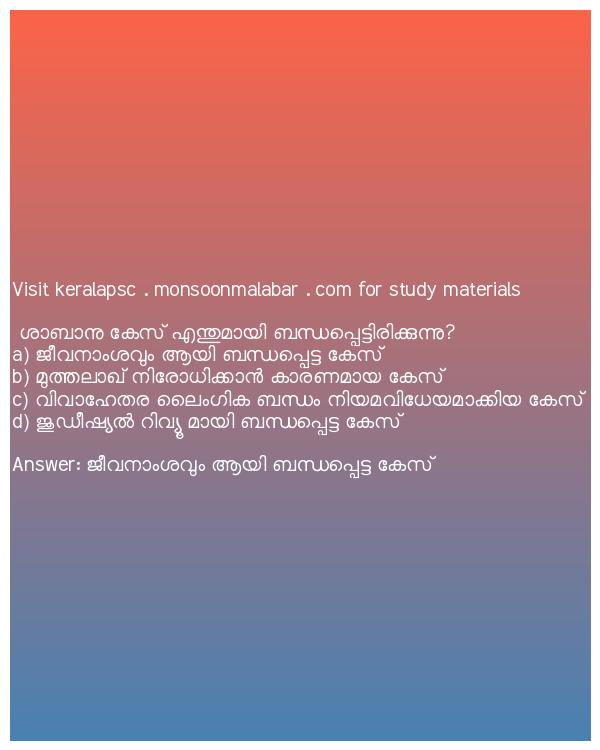 Visit keralapsc . monsoonmalabar . com for study materials
ശാബാനു കേസ് എന്തുമായി ബന്ധപ്പെട്ടിരിക്കുന്നു?
a) ജീവനാംശവും ആയി ബന്ധപ്പെട്ട കേസ്
b) മുത്തലാഖ് നിരോധിക്കാൻ കാരണമായ കേസ്
c) വിവാഹേതര ലൈംഗിക ബന്ധം നിയമവിധേയമാക്കിയ കേസ്
d) ജുഡീഷ്യൽ റിവ്യൂ മായി ബന്ധപ്പെട്ട കേസ്
Answer: ജീവനാംശവും ആയി ബന്ധപ്പെട്ട കേസ്